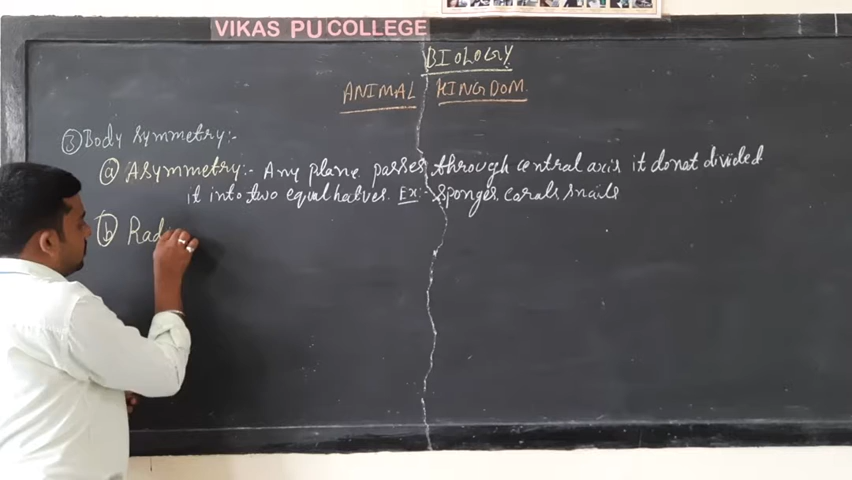 VIKAS PU COLLEGE
BIOLOGY
ANIMAL KINGDOM
③ Body symmetry:-
ⓐ Asymmetry:- Any plane passes through central axis it donot divided
it into two equal halves. Ex:- Sponges, Corals Snails
ⓑ Rad